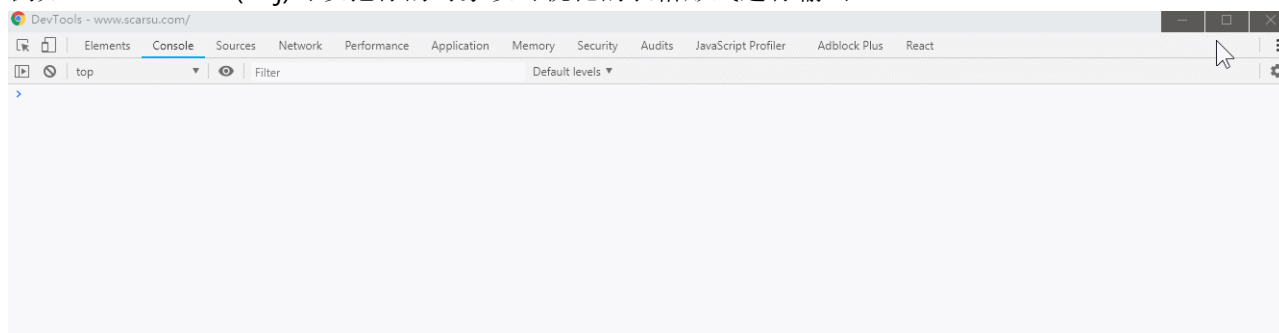 DevTools - www.scarsu.com/
Elements Console Sources Network Performance Application Memory Security Audits JavaScript Profiler Adblock Plus React
top Filter Default levels